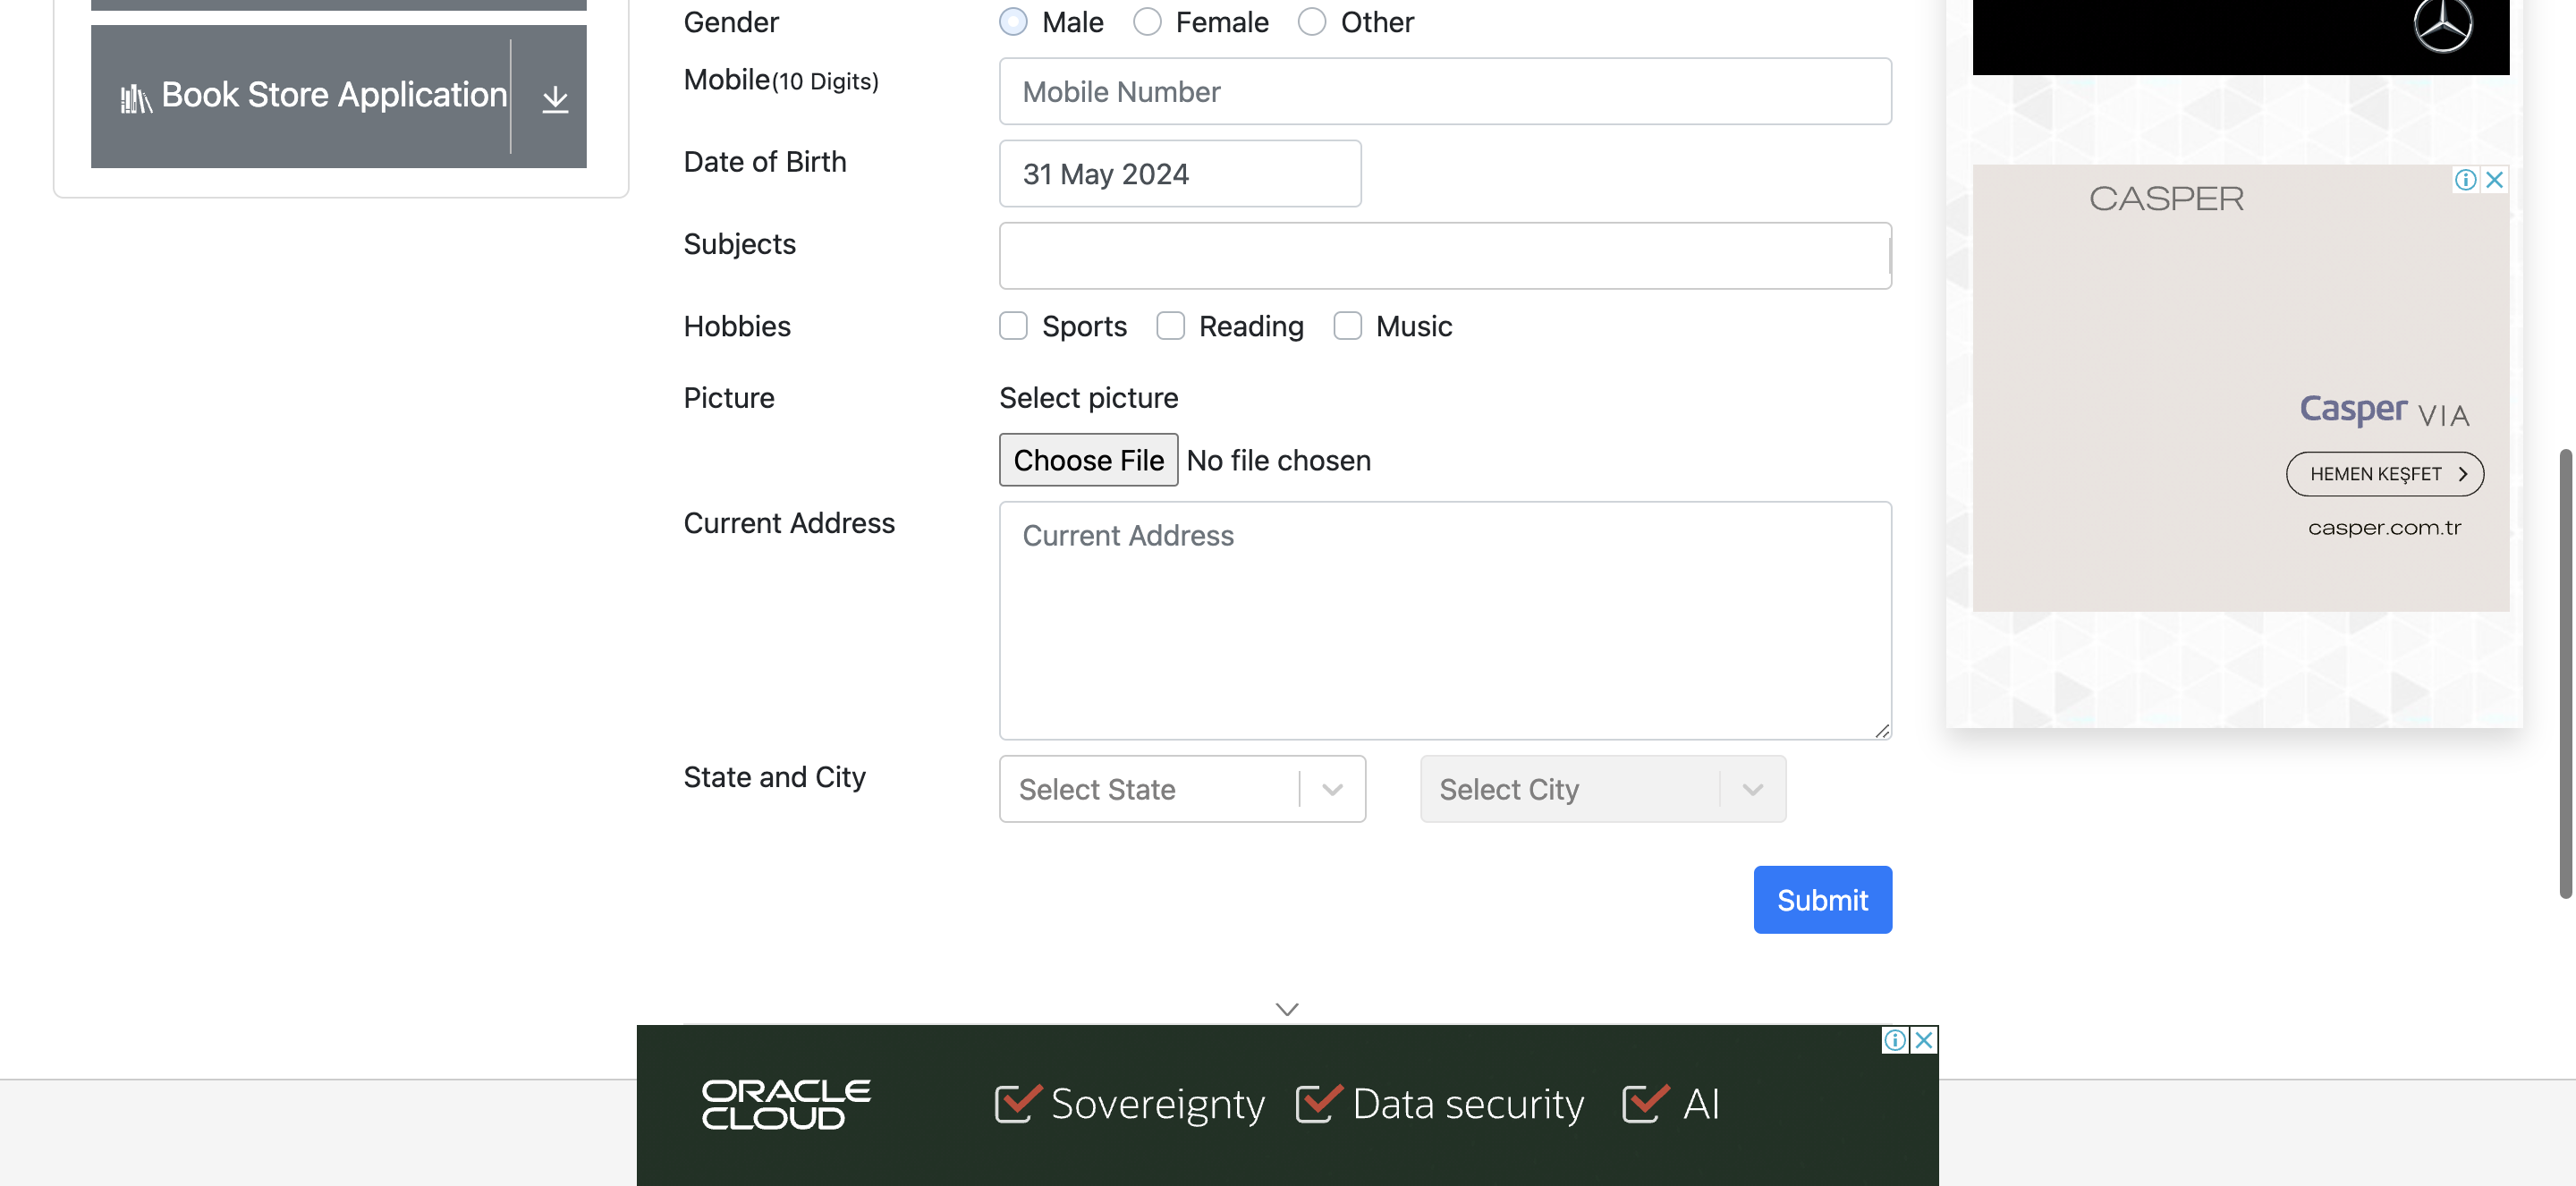 Book Store Application
Gender
Male Female Other
Mobile(10 Digits)
Mobile Number
Date of Birth
31 May 2024
Subjects
Hobbies
Sports Reading Music
Picture
Select picture
Choose File No file chosen
Current Address
Current Address
State and City
Select State
Select City
Submit
CASPER
Casper VIA
HEMEN KEŞFET
casper.com.tr
ORACLE
CLOUD
Sovereignty Data security AI